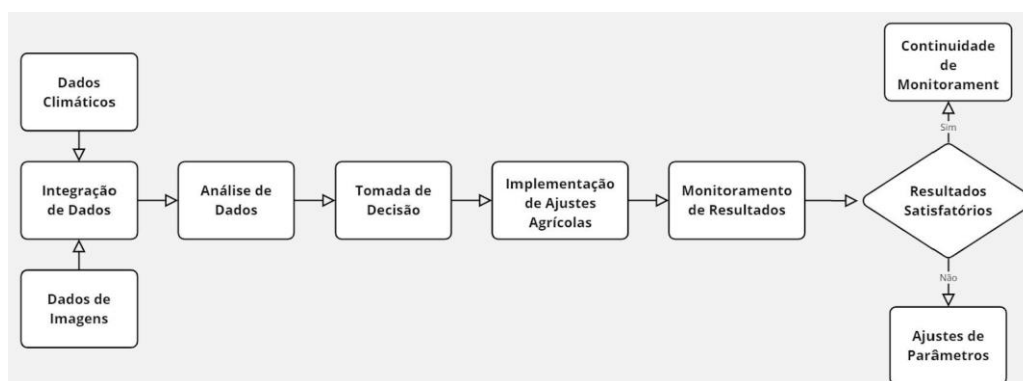 Dados
Climáticos
Integração
de Dados
Dados de
Imagens
Análise de
Dados
Tomada de
Decisão
Implementação
de Ajustes
Agrícolas
Monitoramento
de Resultados
Continuidade
de
Monitorament
Sim
Resultados
Satisfatórios
Não
Ajustes de
Parâmetros